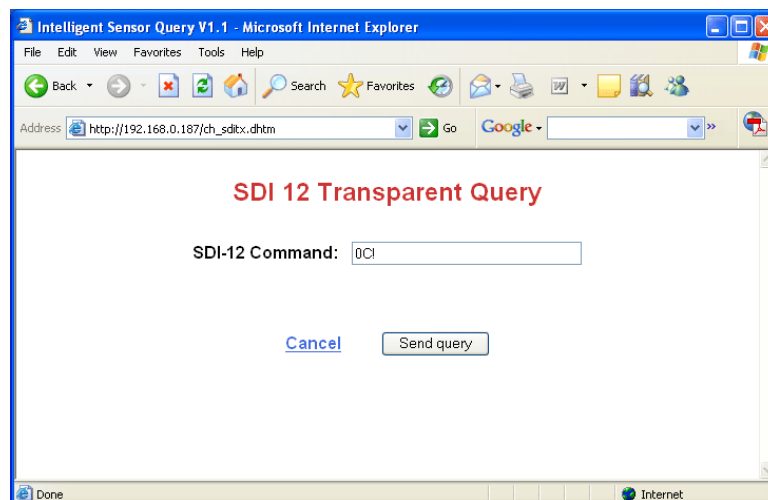 Intelligent Sensor Query V1.1 - Microsoft Internet Explorer
File Edit View Favorites Tools Help
Back Search Favorites W
Address http://192.168.0.187/ch_sditx.dhtm Go Google »
SDI 12 Transparent Query
SDI-12 Command: 0C!
Cancel Send query
Done Internet